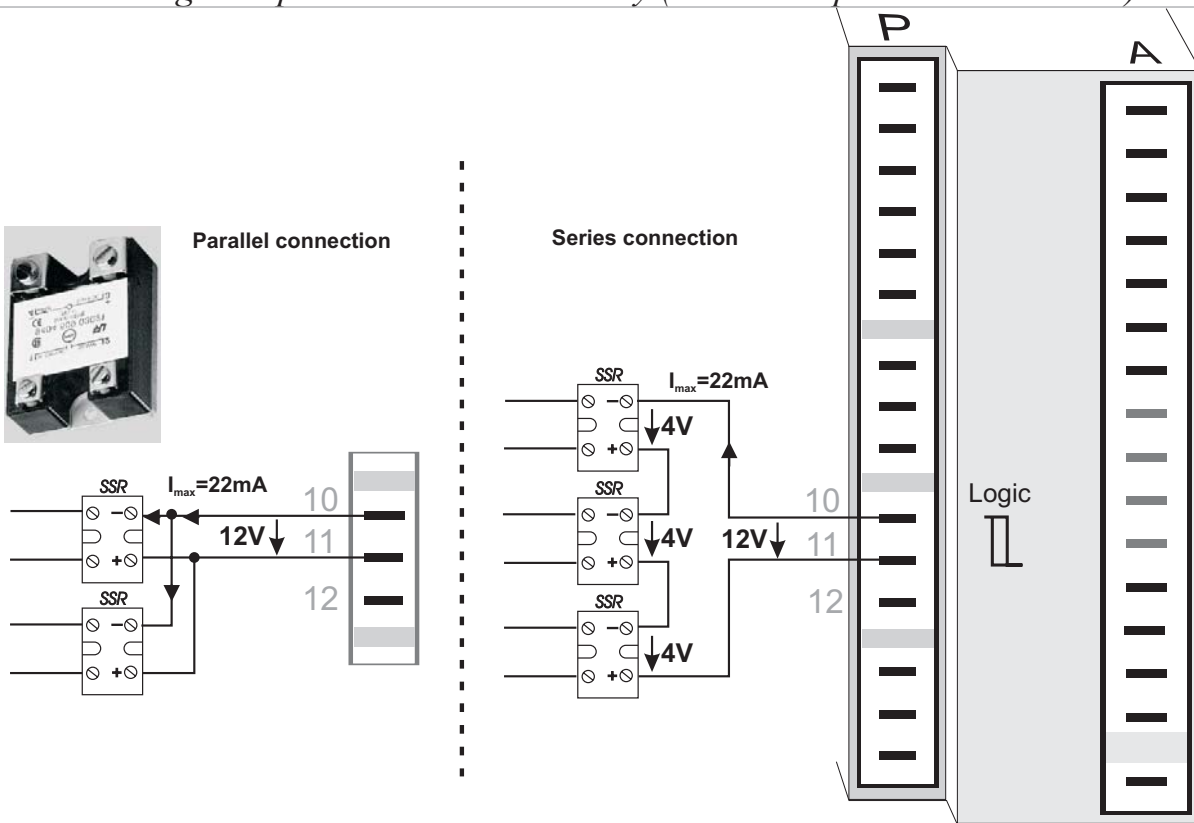 P
A
Parallel connection
Series connection
SSR
Imax=22mA
10
12V
11
SSR
12
SSR
Imax=22mA
4V
SSR
4V
12V
10
11
SSR
12
4V
Logic